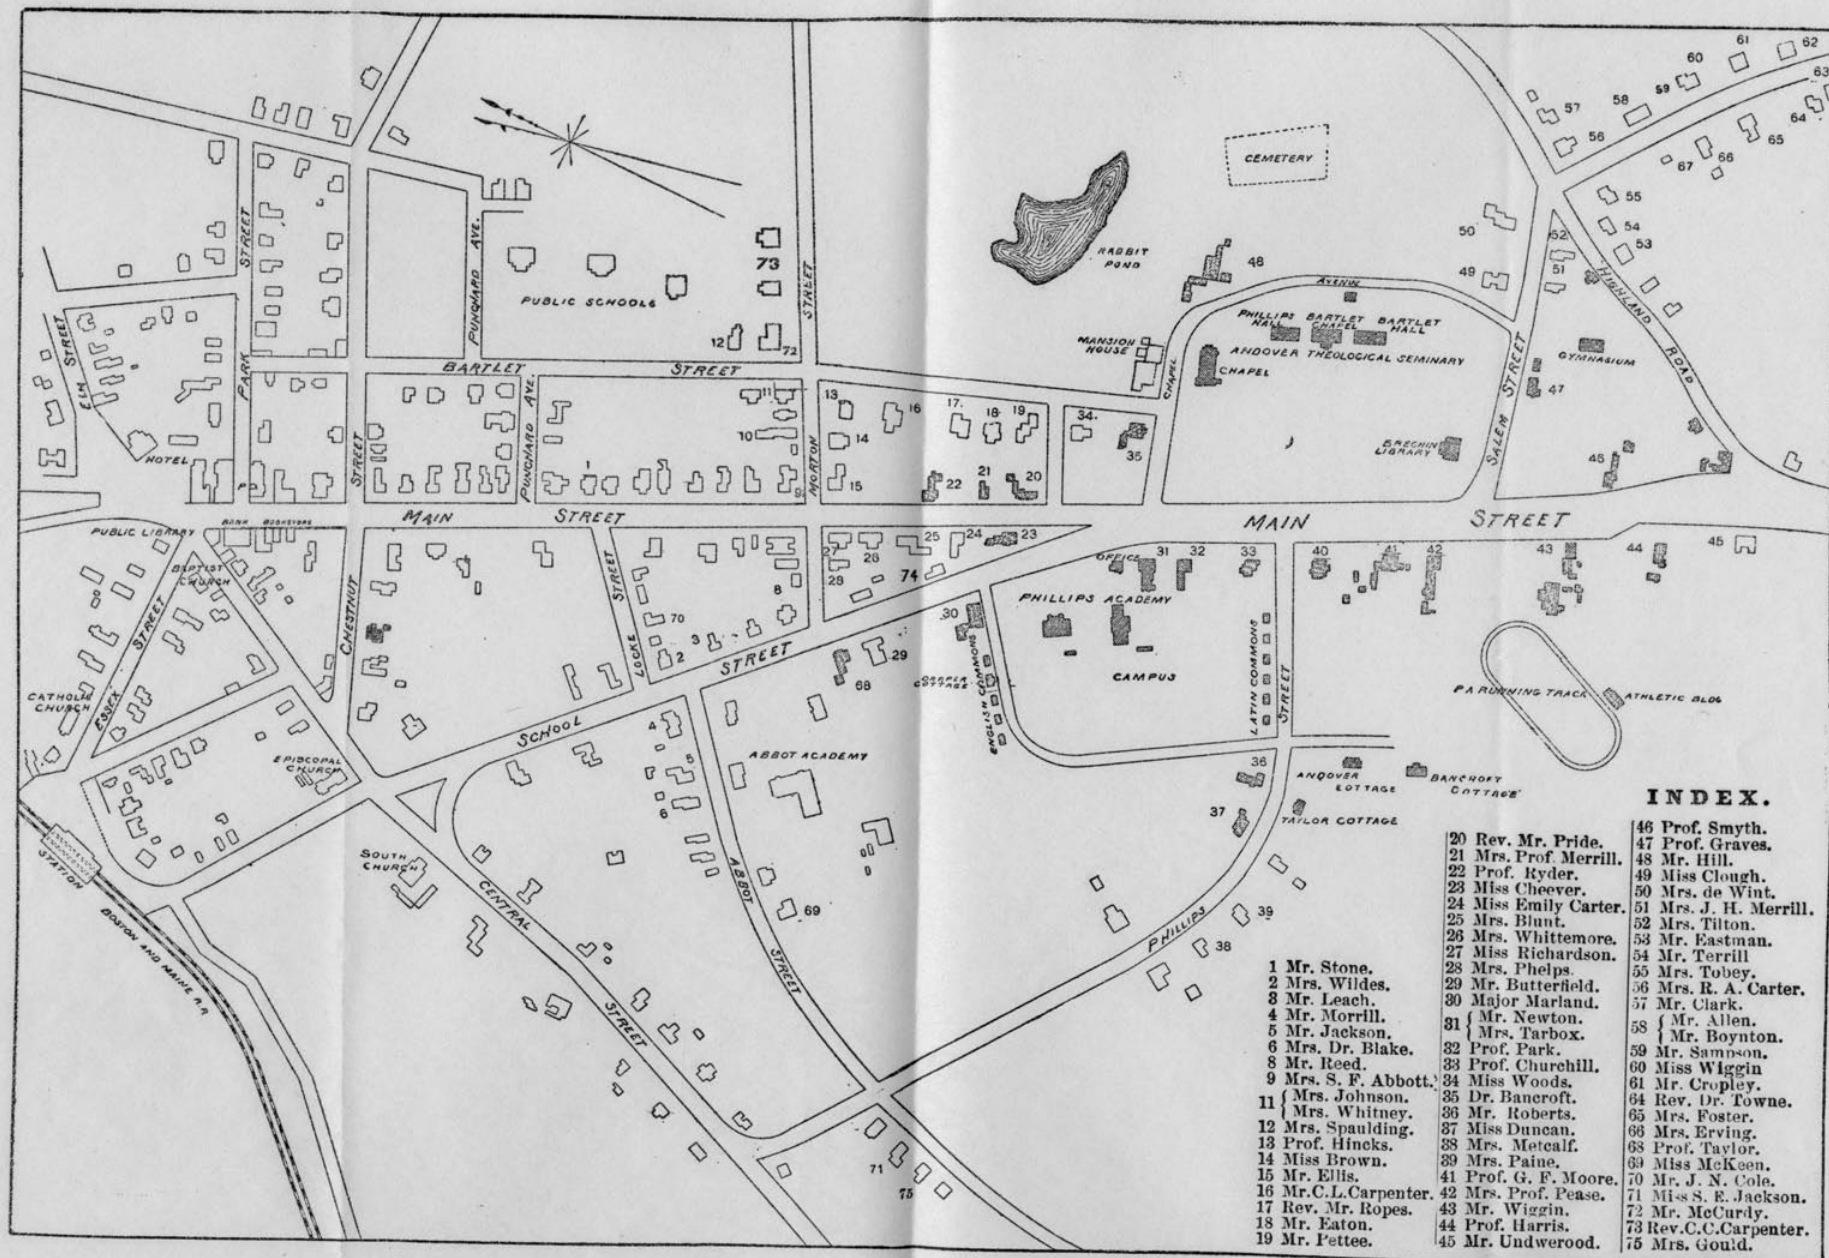 61
62
60
63
59
58
57
64
56
65
66
67
55
54
53
50
52
51
49
48
CEMETERY
RABBIT
POND
AVENUE
PHILLIPS
HALL
BARTLET
CHAPEL
BARTLET
HALL
ANDOVER THEOLOGICAL SEMINARY
CHAPEL
MANSION
HOUSE
CHAPEL
GYMNASIUM
HIGHLAND
ROAD
SALEM STREET
47
46
BRECHIN
LIBRARY
STREET
PARK
PUNCHARD AVE.
PUBLIC SCHOOLS
73
STREET
12
72
ELM
STREET
HOTEL
BARTLET
STREET
STREET
PUNCHARD AVE.
MORTON
11
10
9
13
14
15
16
17.
18
19
34.
35
22
21
20
MAIN
STREET
MAIN
STREET
PUBLIC LIBRARY
BANK
BOOKSTORE
BAPTIST
CHURCH
CHESTNUT
LOCKE
STREET
ESSEX
STREET
CATHOLIC
CHURCH
27
26
25
24
23
28
74
8
70
3
2
OFFICE
31
32
33
40
41
42
43
44
45
PHILLIPS ACADEMY
CAMPUS
30
29
68
DRAPER
COTTAGE
ENGLISH COMMONS
LATIN COMMONS
STREET
P A RUNNING TRACK
ATHLETIC BLDG
SCHOOL
STREET
4
5
6
ABBOT ACADEMY
EPISCOPAL
CHURCH
36
37
ANDOVER
COTTAGE
BANCROFT
COTTAGE
TAYLOR COTTAGE
STATION
BOSTON AND MAINE R.R
SOUTH
CHURCH
CENTRAL
STREET
ABBOT
STREET
69
PHILLIPS
39
38
71
75
INDEX.
1 Mr. Stone.
2 Mrs. Wildes.
3 Mr. Leach.
4 Mr. Morrill.
5 Mr. Jackson.
6 Mrs. Dr. Blake.
8 Mr. Reed.
9 Mrs. S. F. Abbott.
11 { Mrs. Johnson.
{ Mrs. Whitney.
12 Mrs. Spaulding.
13 Prof. Hincks.
14 Miss Brown.
15 Mr. Ellis.
16 Mr.C.L.Carpenter.
17 Rev. Mr. Ropes.
18 Mr. Eaton.
19 Mr. Pettee.
20 Rev. Mr. Pride.
21 Mrs. Prof. Merrill.
22 Prof. Ryder.
23 Miss Cheever.
24 Miss Emily Carter.
25 Mrs. Blunt.
26 Mrs. Whittemore.
27 Miss Richardson.
28 Mrs. Phelps.
29 Mr. Butterfield.
30 Major Marland.
31 { Mr. Newton.
{ Mrs. Tarbox.
32 Prof. Park.
33 Prof. Churchill.
34 Miss Woods.
35 Dr. Bancroft.
36 Mr. Roberts.
37 Miss Duncan.
38 Mrs. Metcalf.
39 Mrs. Paine.
41 Prof. G. F. Moore.
42 Mrs. Prof. Pease.
43 Mr. Wiggin.
44 Prof. Harris.
45 Mr. Undwerood.
46 Prof. Smyth.
47 Prof. Graves.
48 Mr. Hill.
49 Miss Clough.
50 Mrs. de Wint.
51 Mrs. J. H. Merrill.
52 Mrs. Tilton.
53 Mr. Eastman.
54 Mr. Terrill
55 Mrs. Tobey.
56 Mrs. R. A. Carter.
57 Mr. Clark.
58 { Mr. Allen.
{ Mr. Boynton.
59 Mr. Sampson.
60 Miss Wiggin
61 Mr. Cropley.
64 Rev. Dr. Towne.
65 Mrs. Foster.
66 Mrs. Erving.
68 Prof. Taylor.
69 Miss McKeen.
70 Mr. J. N. Cole.
71 Miss S. E. Jackson.
72 Mr. McCurdy.
73 Rev.C.C.Carpenter.
75 Mrs. Gould.